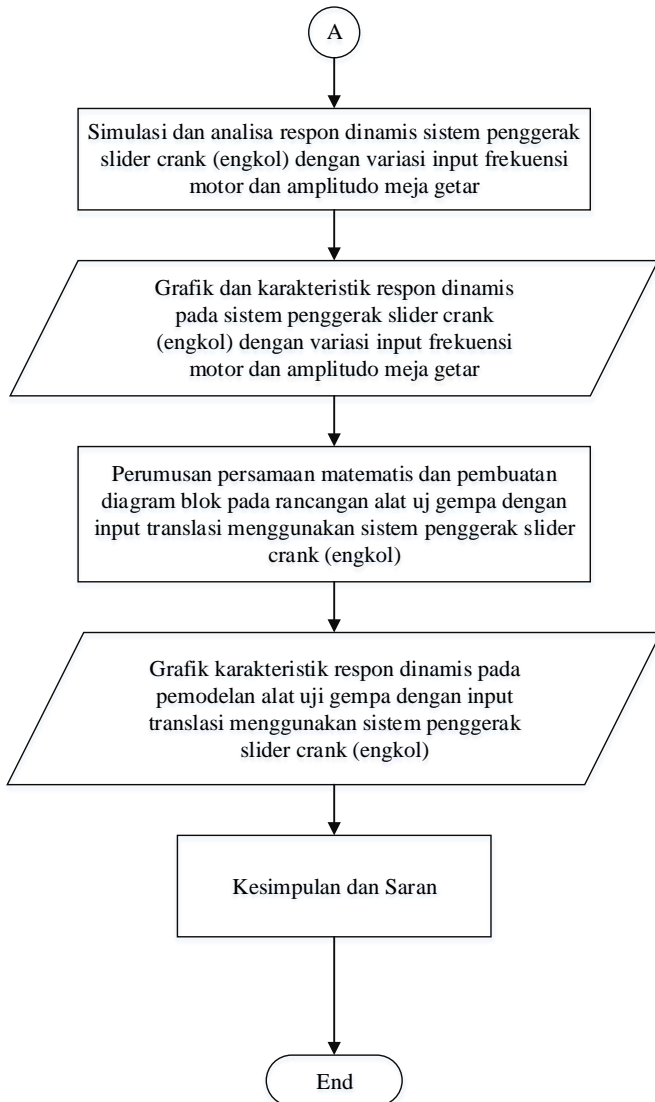 A
Simulasi dan analisa respon dinamis sistem penggerak
slider crank (engkol) dengan variasi input frekuensi
motor dan amplitudo meja getar
Grafik dan karakteristik respon dinamis
pada sistem penggerak slider crank
(engkol) dengan variasi input frekuensi
motor dan amplitudo meja getar
Perumusan persamaan matematis dan pembuatan
diagram blok pada rancangan alat uj gempa dengan
input translasi menggunakan sistem penggerak slider
crank (engkol)
Grafik karakteristik respon dinamis pada
pemodelan alat uji gempa dengan input
translasi menggunakan sistem penggerak
slider crank (engkol)
Kesimpulan dan Saran
End